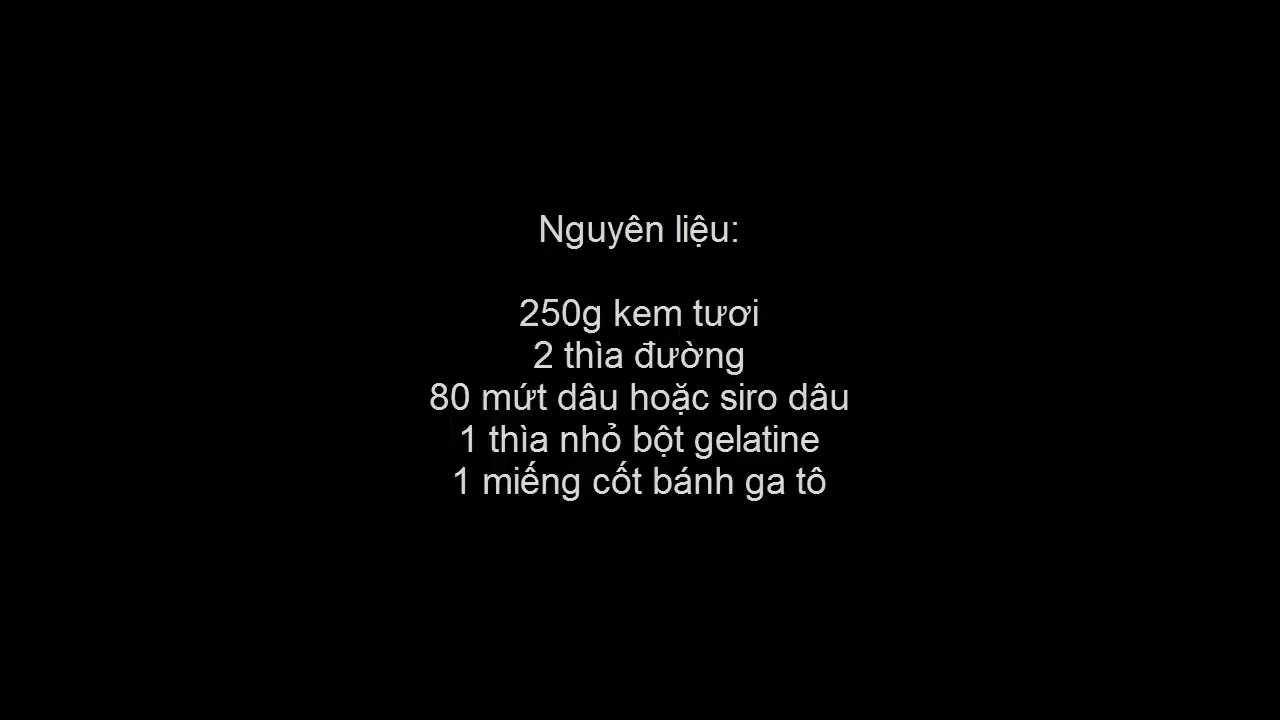 Nguyên liệu:
250g kem tươi
2 thìa đường
80 mứt dâu hoặc siro dâu
1 thìa nhỏ bột gelatine
1 miếng cốt bánh ga tô